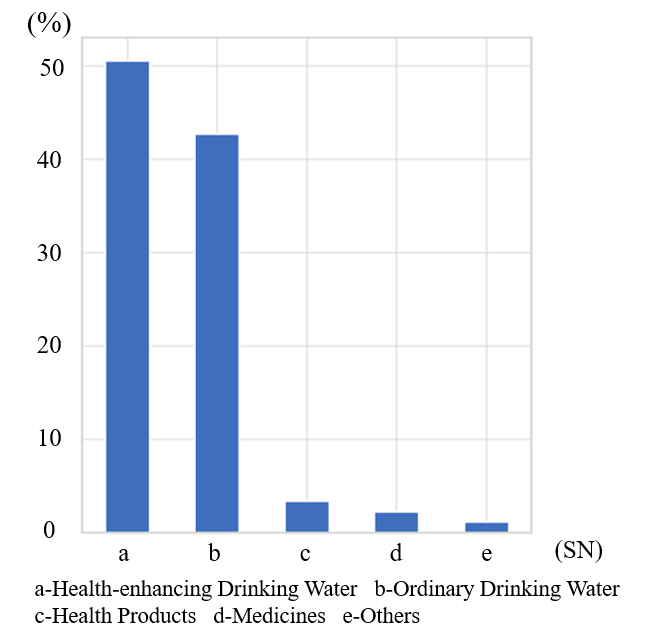 (%)
50
40
30
20
10
0
a b c d e (SN)
a-Health-enhancing Drinking Water b-Ordinary Drinking Water
c-Health Products d-Medicines e-Others